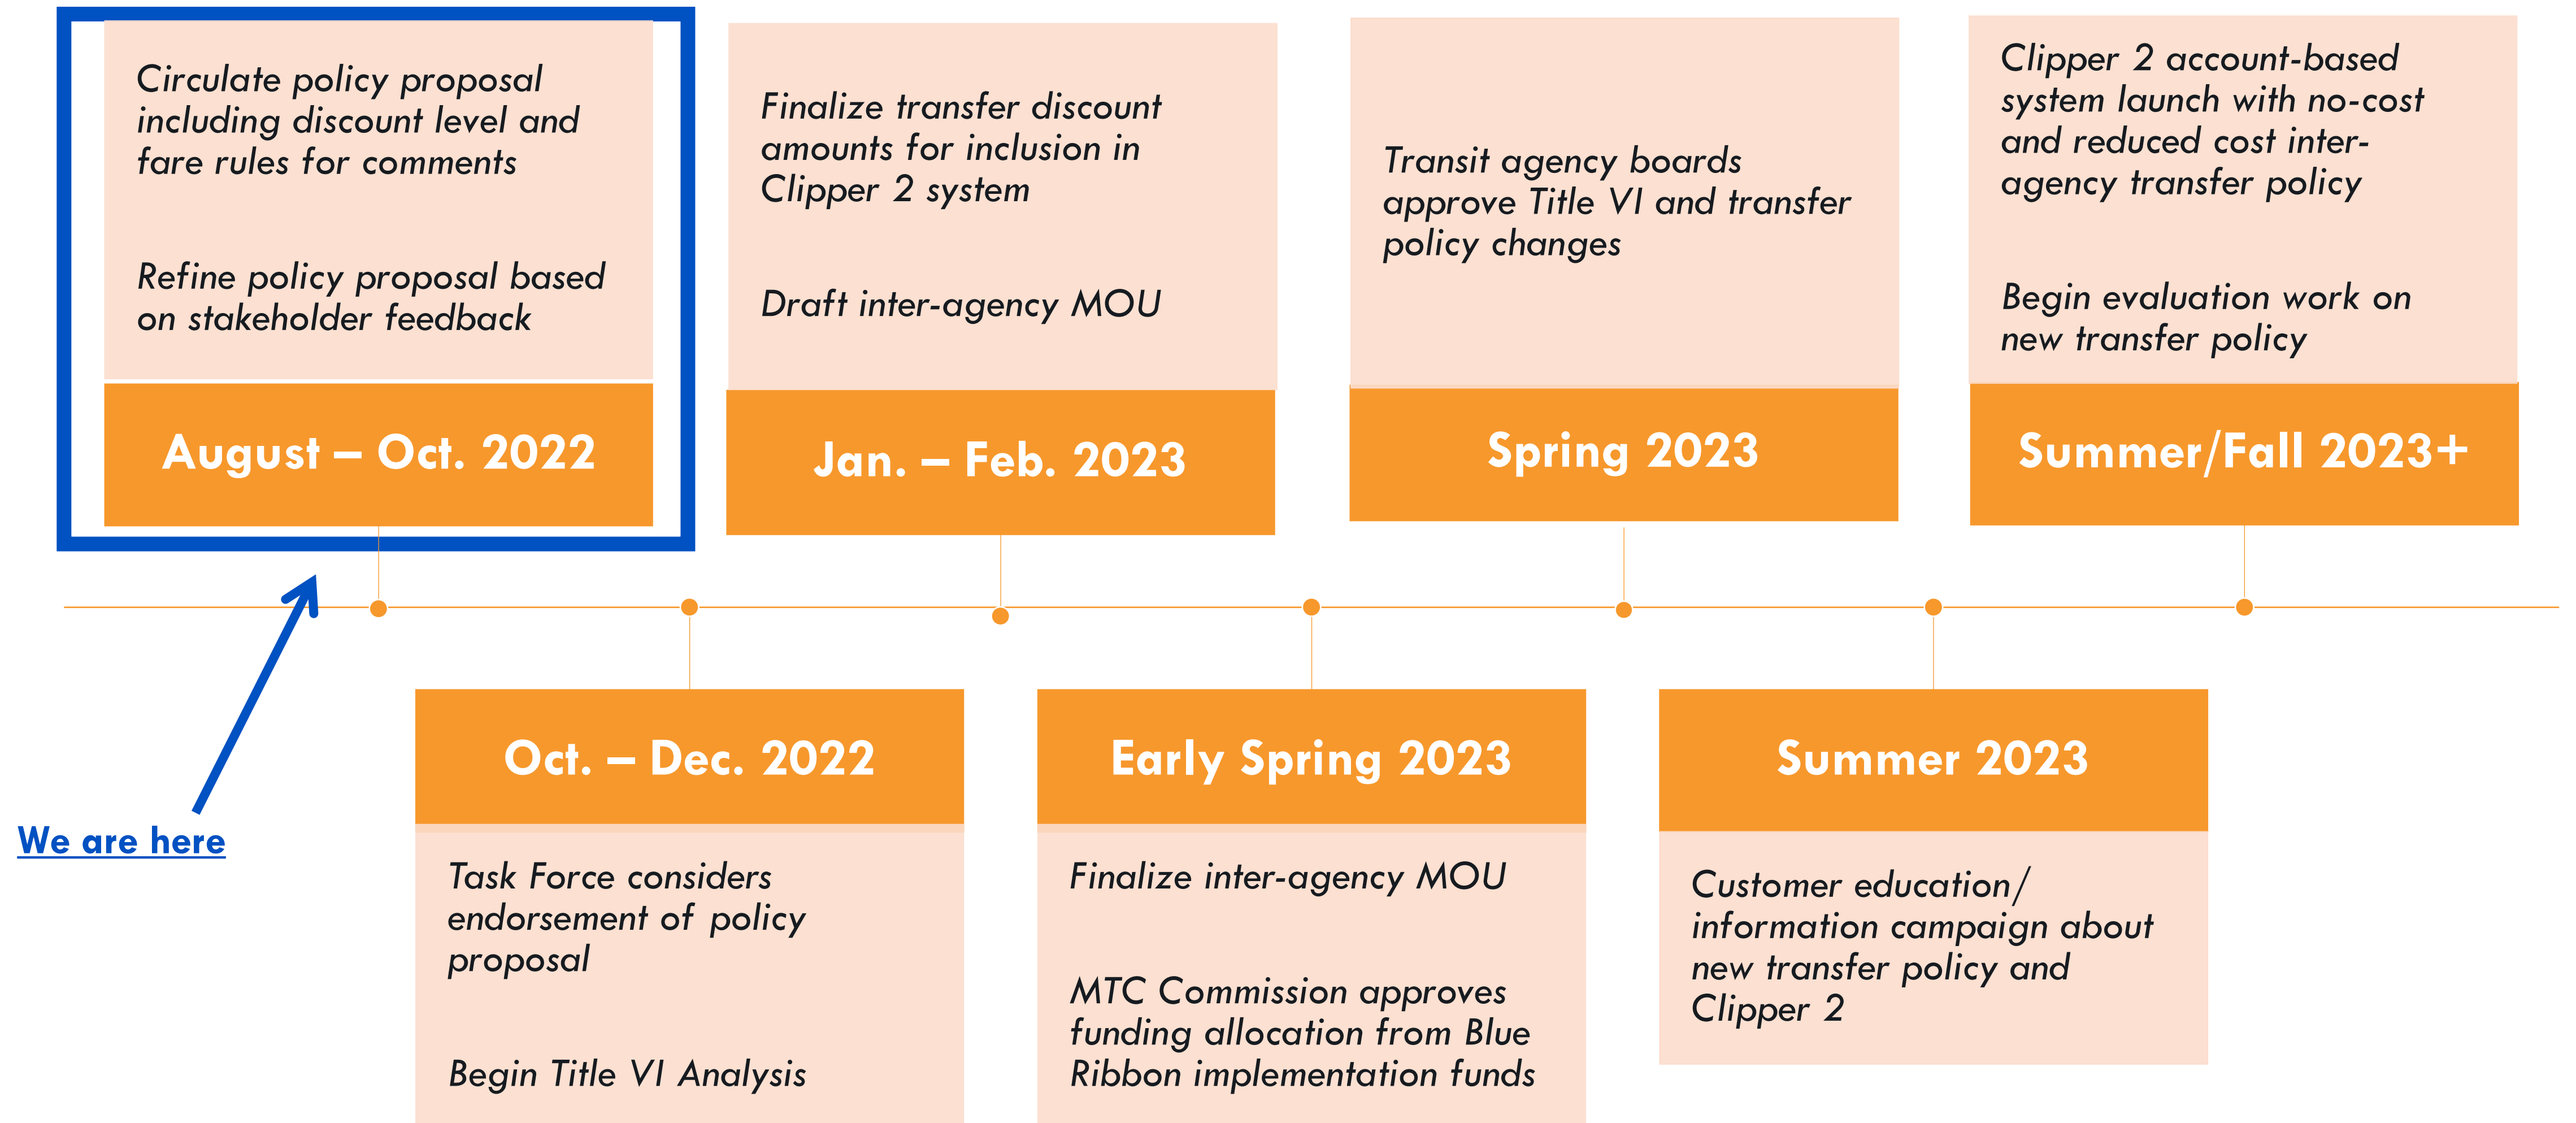 Circulate policy proposal
including discount level and
fare rules for comments
Refine policy proposal based
on stakeholder feedback
August – Oct. 2022
Finalize transfer discount
amounts for inclusion in
Clipper 2 system
Draft inter-agency MOU
Jan. – Feb. 2023
Transit agency boards
approve Title VI and transfer
policy changes
Spring 2023
Clipper 2 account-based
system launch with no-cost
and reduced cost inter-
agency transfer policy
Begin evaluation work on
new transfer policy
Summer/Fall 2023+
We are here
Oct. – Dec. 2022
Task Force considers
endorsement of policy
proposal
Begin Title VI Analysis
Early Spring 2023
Finalize inter-agency MOU
MTC Commission approves
funding allocation from Blue
Ribbon implementation funds
Summer 2023
Customer education/
information campaign about
new transfer policy and
Clipper 2